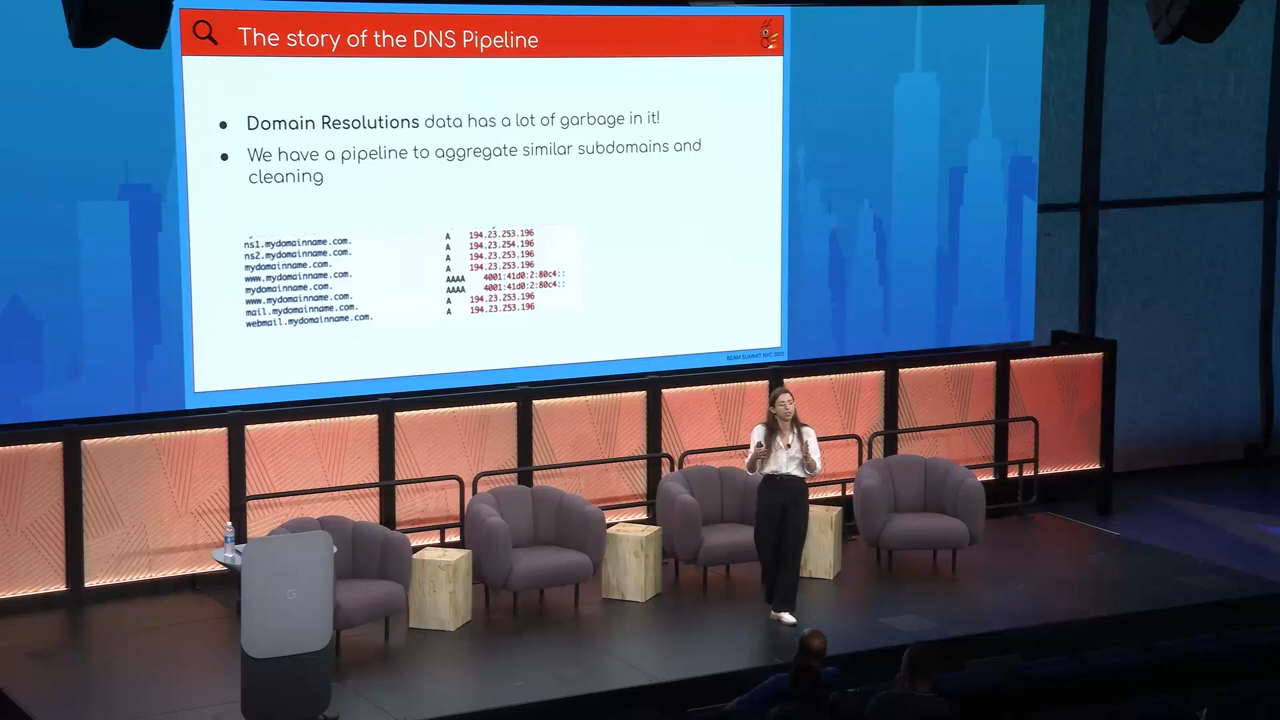 The story of the DNS Pipeline
● Domain Resolutions data has a lot of garbage in it!
● We have a pipeline to aggregate similar subdomains and
cleaning
ns1.mydomainname.com. A 194.23.253.196
ns2.mydomainname.com. A 194.23.254.196
mydomainname.com. A 194.23.253.196
www.mydomainname.com. A 194.23.253.196
mydomainname.com. AAAA 4001:41d0:2:80c4::
www.mydomainname.com. AAAA 4001:41d0:2:80c4::
mail.mydomainname.com. A 194.23.253.196
webmail.mydomainname.com. A 194.23.253.196
BEAM SUMMIT NYC 2023
G